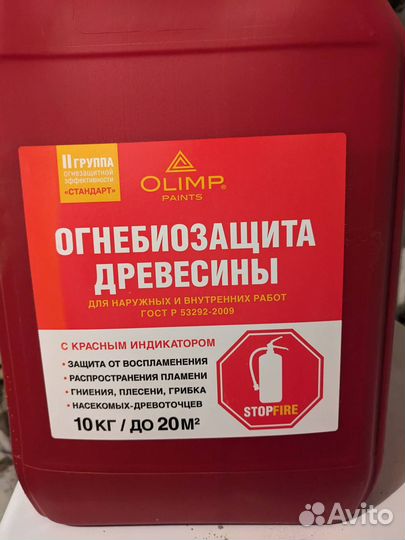 II ГРУППА
огнезащитной
эффективности
«СТАНДАРТ»
OLIMP®
PAINTS
ОГНЕБИОЗАЩИТА
ДРЕВЕСИНЫ
ДЛЯ НАРУЖНЫХ И ВНУТРЕННИХ РАБОТ
ГОСТ Р 53292-2009
С КРАСНЫМ ИНДИКАТОРОМ
• ЗАЩИТА ОТ ВОСПЛАМЕНЕНИЯ
• РАСПРОСТРАНЕНИЯ ПЛАМЕНИ
• ГНИЕНИЯ, ПЛЕСЕНИ, ГРИБКА
• НАСЕКОМЫХ-ДРЕВОТОЧЦЕВ
10 КГ / ДО 20 М²
STOPFIRE
Avito